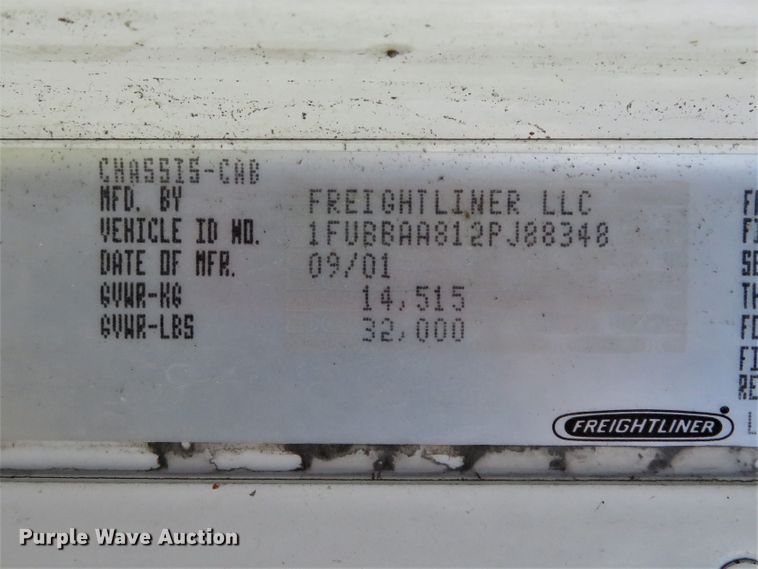 CHASSIS-CAB
MFD. BY FREIGHTLINER LLC
VEHICLE ID NO. 1FUBBAA812PJ88348
DATE OF MFR. 09/01
GVWR-KG 14,515
GVWR-LBS 32,000
FREIGHTLINER
Purple Wave Auction